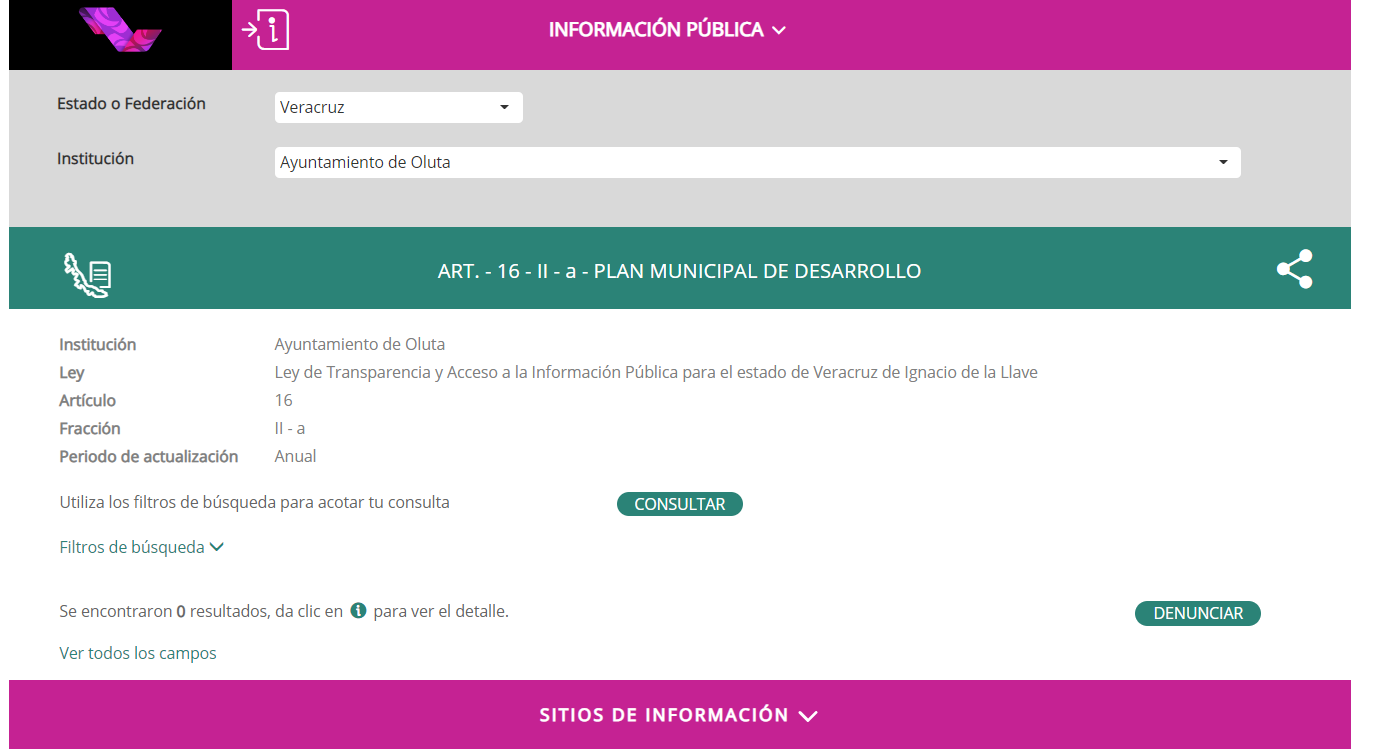 INFORMACIÓN PÚBLICA
Estado o Federación Veracruz
Institución Ayuntamiento de Oluta
ART. - 16 - II - a - PLAN MUNICIPAL DE DESARROLLO
Institución Ayuntamiento de Oluta
Ley Ley de Transparencia y Acceso a la Información Pública para el estado de Veracruz de Ignacio de la Llave
Artículo 16
Fracción II - a
Periodo de actualización Anual
Utiliza los filtros de búsqueda para acotar tu consulta CONSULTAR
Filtros de búsqueda
Se encontraron 0 resultados, da clic en i para ver el detalle. DENUNCIAR
Ver todos los campos
SITIOS DE INFORMACIÓN